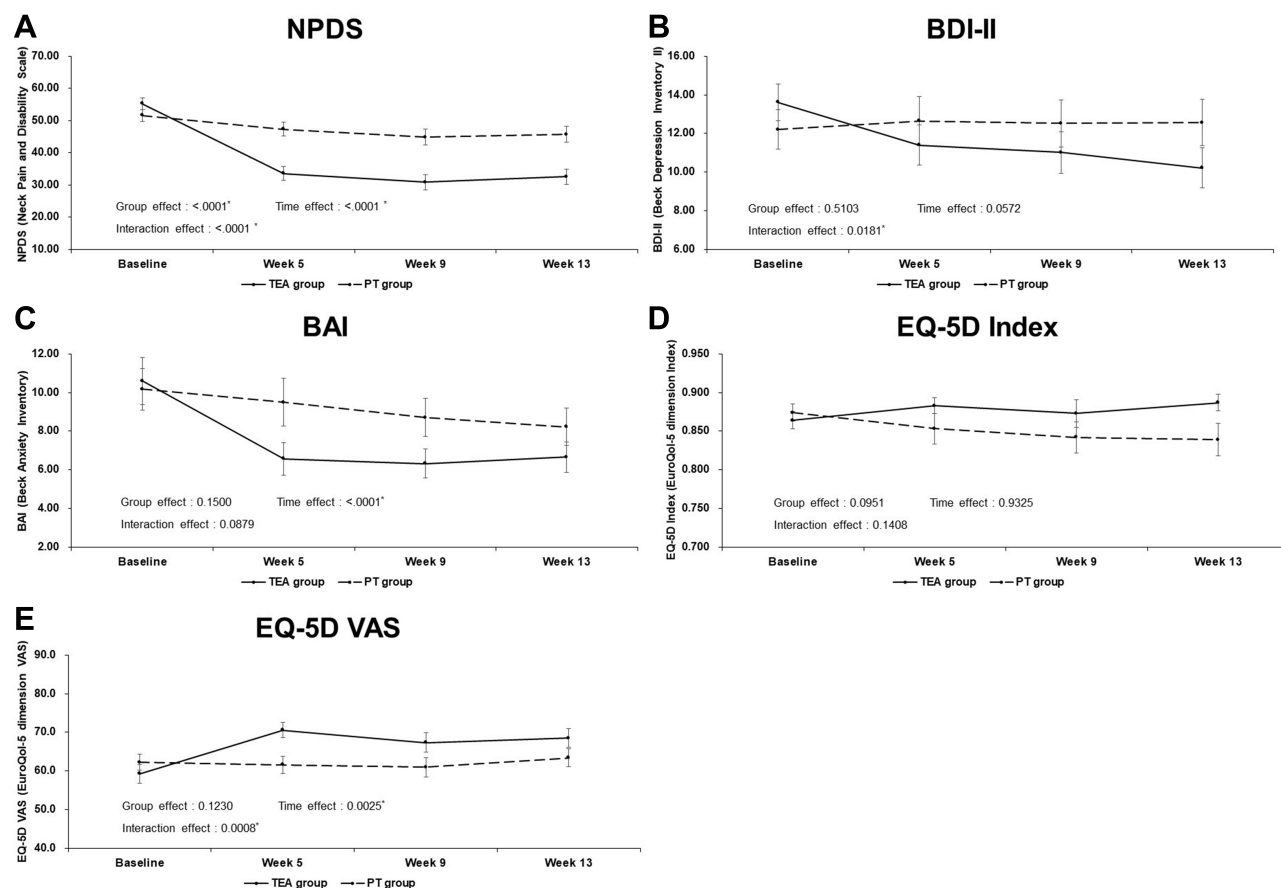 A
NPDS
NPDS (Neck Pain and Disability Scale)
70.00
60.00
50.00
40.00
30.00
20.00
10.00
Group effect : <.0001*
Time effect : <.0001 *
Interaction effect : <.0001 *
Baseline
Week 5
Week 9
Week 13
TEA group
PT group
B
BDI-II
BDI-II (Beck Depression Inventory II)
16.00
14.00
12.00
10.00
8.00
6.00
Group effect : 0.5103
Time effect : 0.0572
Interaction effect : 0.0181*
Baseline
Week 5
Week 9
Week 13
TEA group
PT group
C
BAI
BAI (Beck Anxiety Inventory)
12.00
10.00
8.00
6.00
4.00
2.00
Group effect : 0.1500
Time effect : <.0001*
Interaction effect : 0.0879
Baseline
Week 5
Week 9
Week 13
TEA group
PT group
D
EQ-5D Index
EQ-5D Index (EuroQol-5 dimension Index)
0.950
0.900
0.850
0.800
0.750
0.700
Group effect : 0.0951
Time effect : 0.9325
Interaction effect : 0.1408
Baseline
Week 5
Week 9
Week 13
TEA group
PT group
E
EQ-5D VAS
EQ-5D VAS (EuroQol-5 dimension VAS)
90.0
80.0
70.0
60.0
50.0
40.0
Group effect : 0.1230
Time effect : 0.0025*
Interaction effect : 0.0008*
Baseline
Week 5
Week 9
Week 13
TEA group
PT group